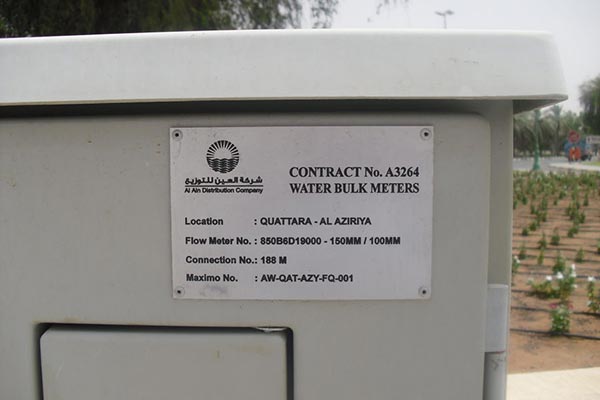 شركة العين للتوزيع
Al Ain Distribution Company
CONTRACT No. A3264
WATER BULK METERS
Location : QUATTARA - AL AZIRIYA
Flow Meter No. : 850B6D19000 - 150MM / 100MM
Connection No.: 188 M
Maximo No. : AW-QAT-AZY-FQ-001